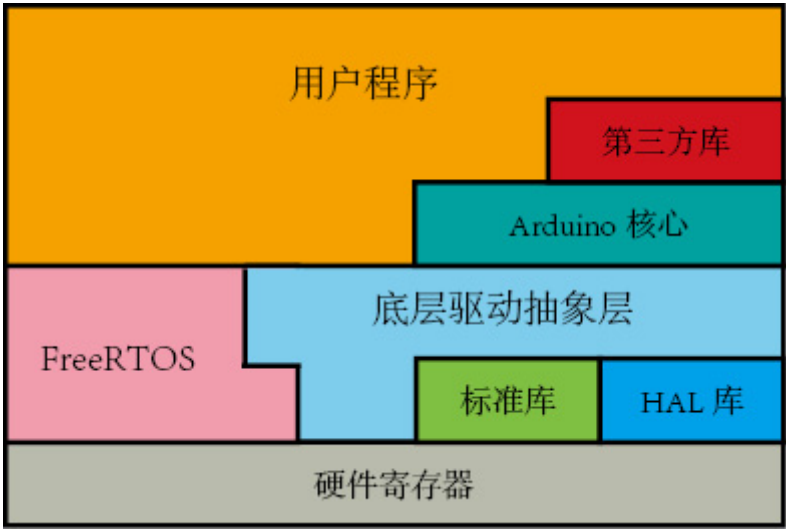 用户程序
第三方库
Arduino 核心
底层驱动抽象层
FreeRTOS
标准库
HAL 库
硬件寄存器